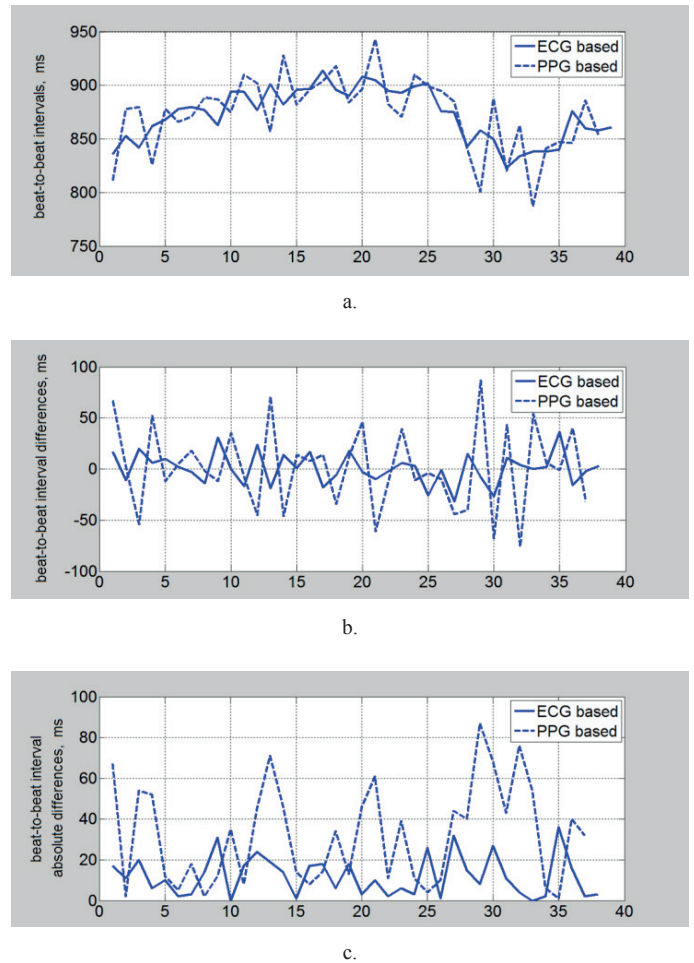 950
900
850
800
750
beat-to-beat intervals, ms
ECG based
PPG based
0 5 10 15 20 25 30 35 40
a.
100
50
0
-50
-100
beat-to-beat interval differences, ms
ECG based
PPG based
0 5 10 15 20 25 30 35 40
b.
100
80
60
40
20
0
beat-to-beat interval
absolute differences, ms
ECG based
PPG based
0 5 10 15 20 25 30 35 40
c.